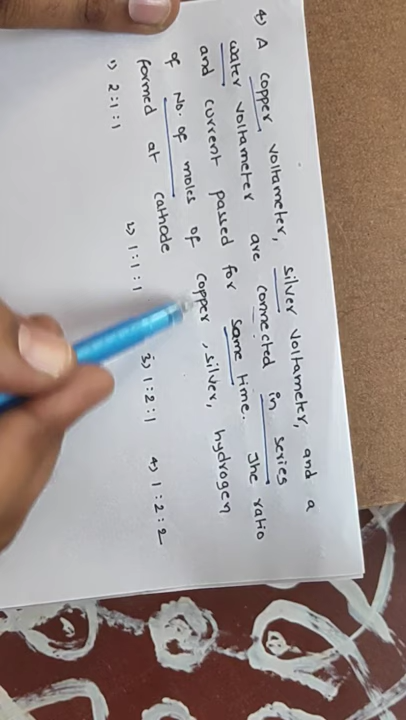 4) A copper voltameter, silver voltameter, and a
water voltameter are connected in series
and current passed for same time. The ratio
of No. of moles of copper, silver, hydrogen
formed at cathode
1) 2:1:1 2) 1:1:1 3) 1:2:1 4) 1:2:2